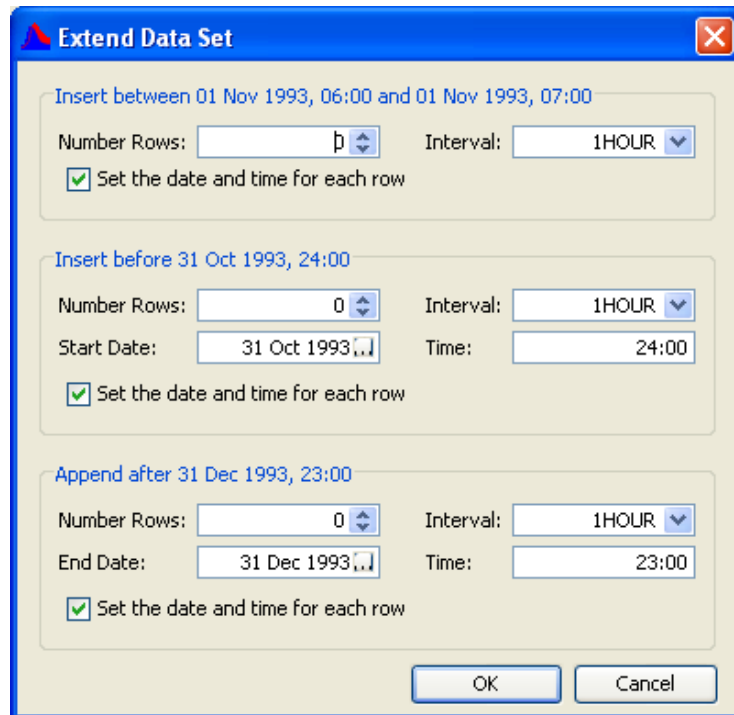 Extend Data Set
Insert between 01 Nov 1993, 06:00 and 01 Nov 1993, 07:00
Number Rows: 0 Interval: 1HOUR
Set the date and time for each row
Insert before 31 Oct 1993, 24:00
Number Rows: 0 Interval: 1HOUR
Start Date: 31 Oct 1993... Time: 24:00
Set the date and time for each row
Append after 31 Dec 1993, 23:00
Number Rows: 0 Interval: 1HOUR
End Date: 31 Dec 1993... Time: 23:00
Set the date and time for each row
OK Cancel